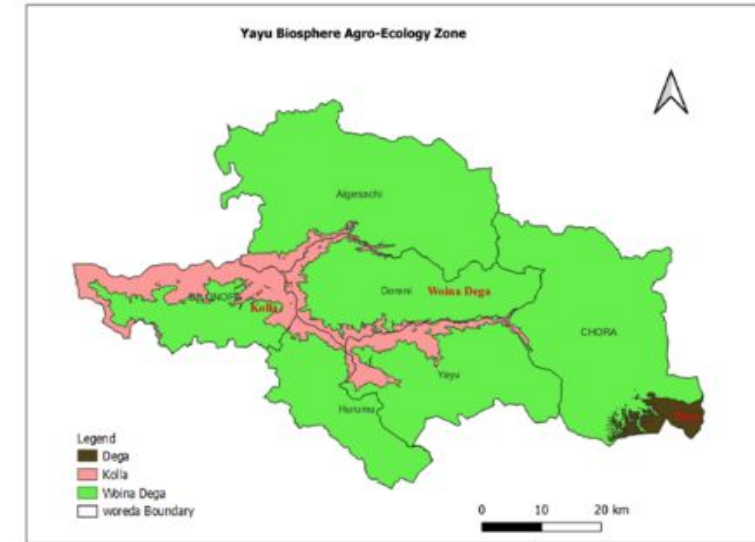 Yayu Biosphere Agro-Ecology Zone
Algesachi
Doreni
Woina Dega
Kolla
CHORA
Yayu
Hurumu
Legend
Dega
Kolla
Woina Dega
woreda Boundary
0 10 20 km